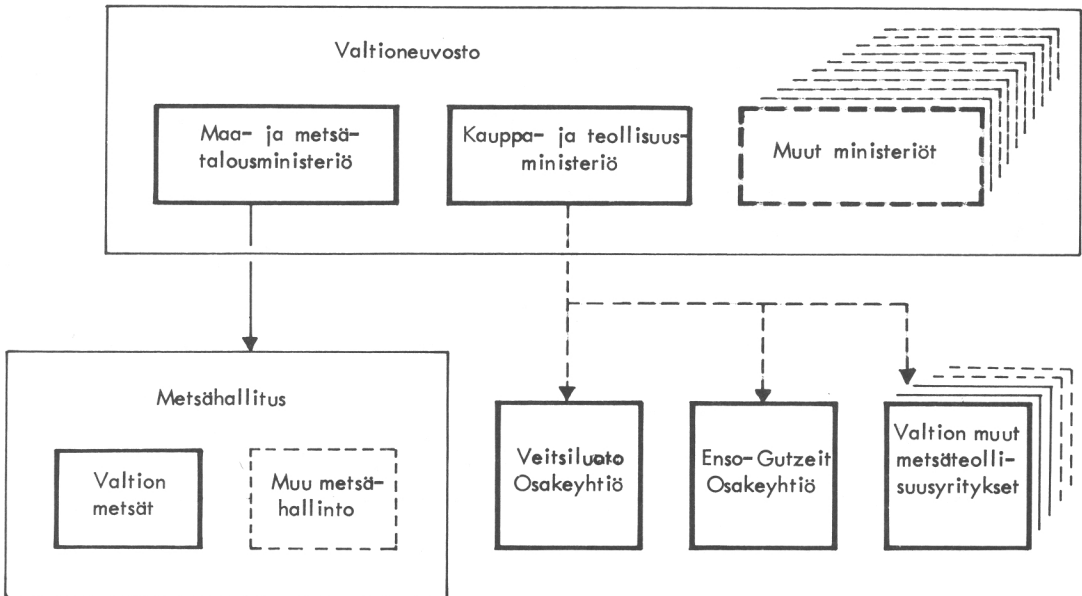 Valtioneuvosto
Maa- ja metsä-
talousministeriö
Kauppa- ja teollisuus-
ministeriö
Muut ministeriöt
Metsähallitus
Valtion
metsät
Muu metsä-
hallinto
Veitsiluoto
Osakeyhtiö
Enso-Gutzeit
Osakeyhtiö
Valtion muut
metsäteolli-
suusyritykset